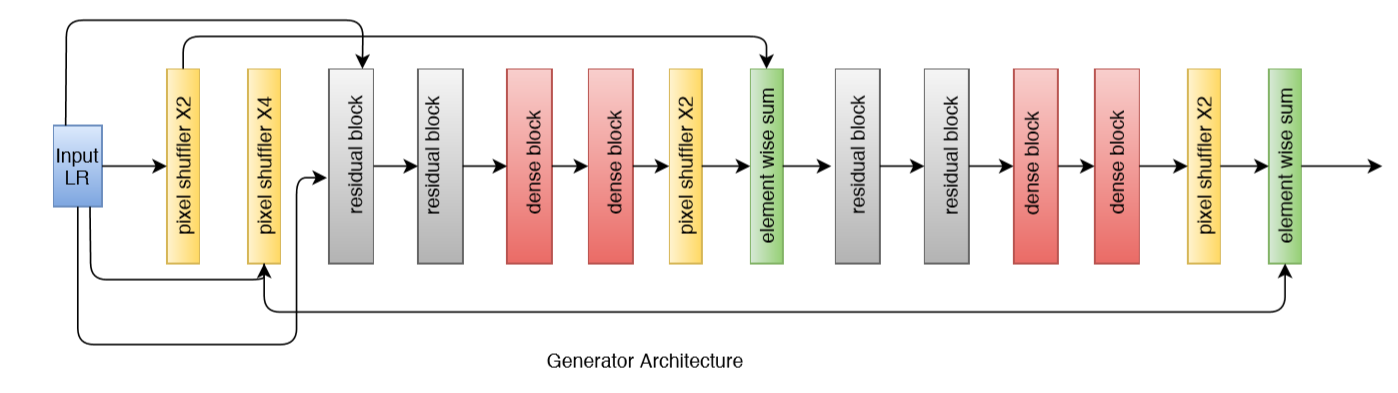 Input
LR
pixel shuffler X2
pixel shuffler X4
residual block
residual block
dense block
dense block
pixel shuffler X2
element wise sum
residual block
residual block
dense block
dense block
pixel shuffler X2
element wise sum
Generator Architecture